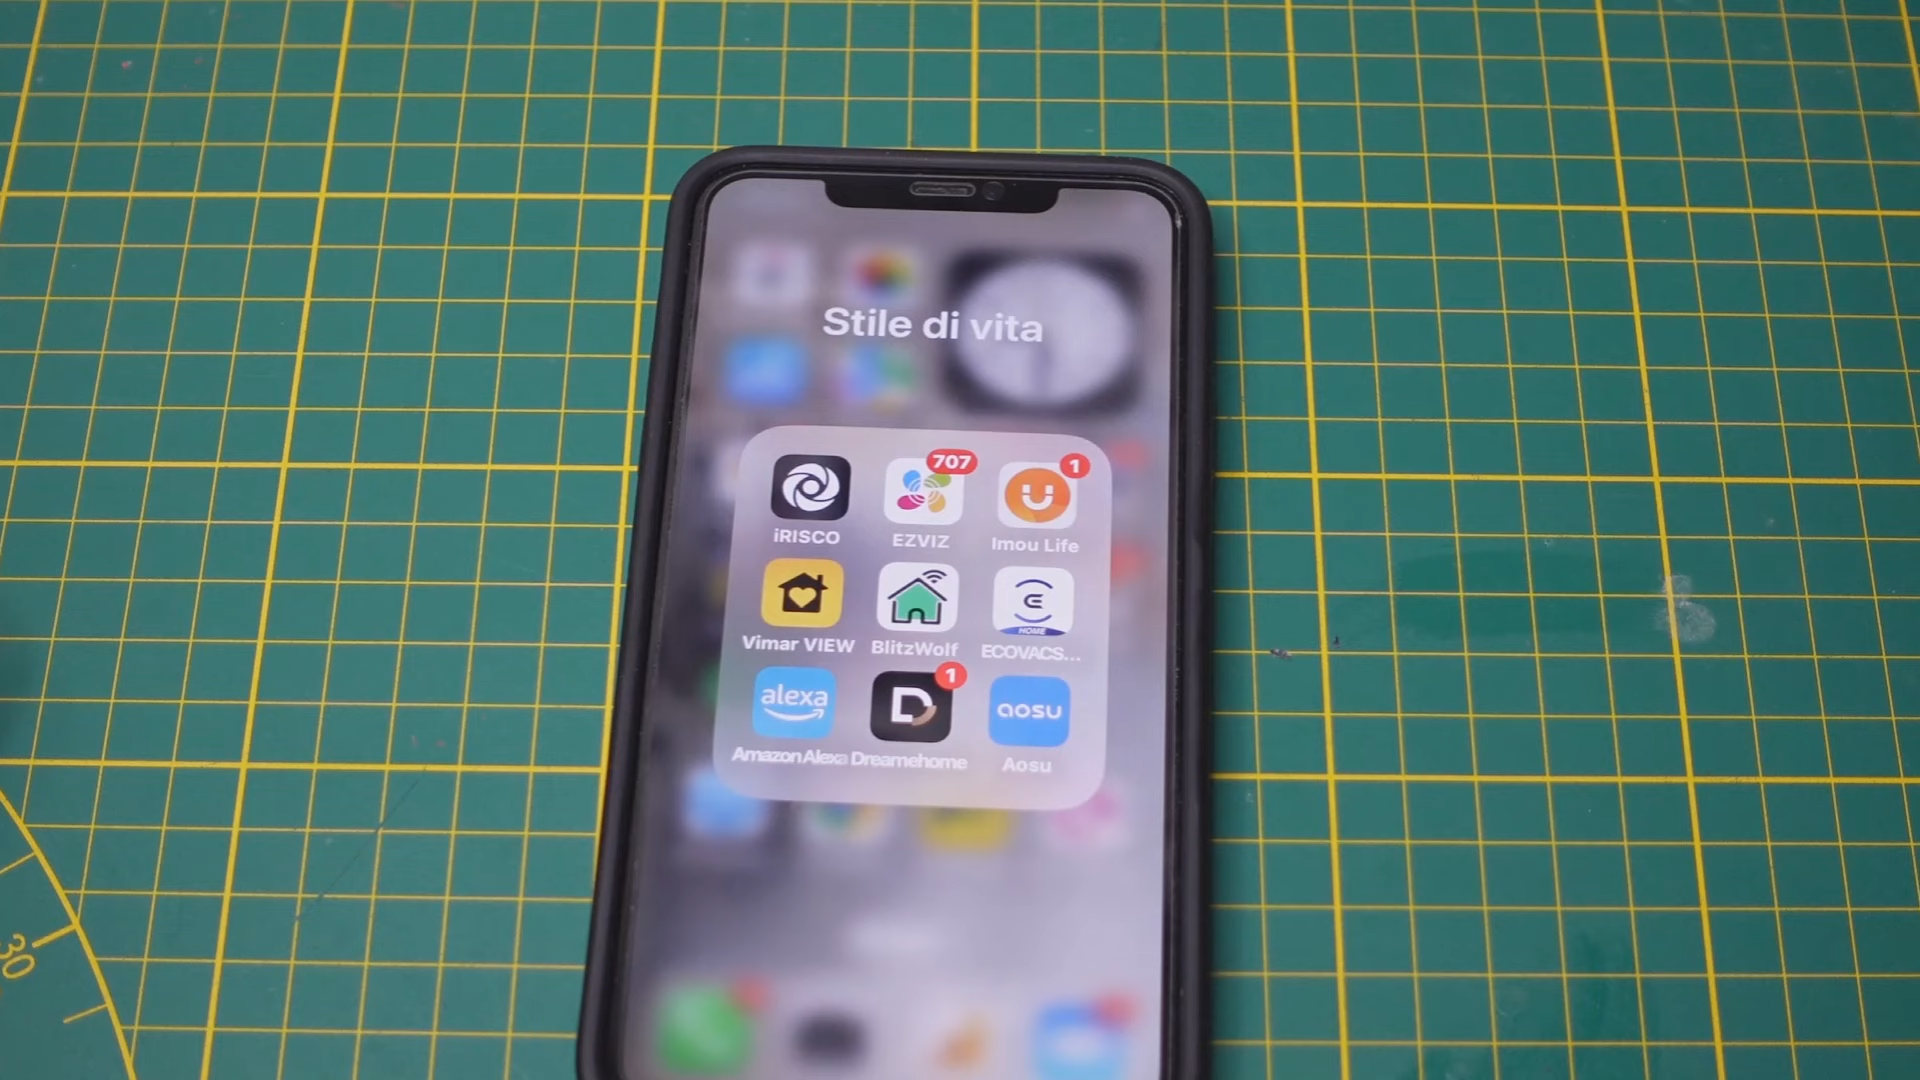 Stile di vita
707
1
iRISCO
EZVIZ
Imou Life
HOME
Vimar VIEW
BlitzWolf
ECOVACS...
alexa
1
aosu
Amazon Alexa
Dreamehome
Aosu
30